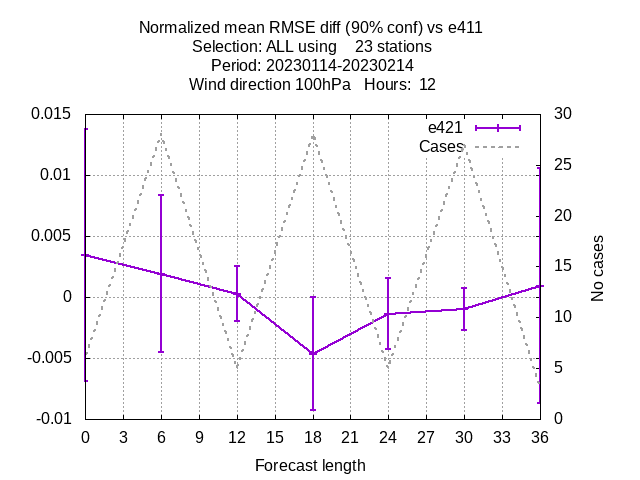 Normalized mean RMSE diff (90% conf) vs e411
Selection: ALL using    23 stations
Period: 20230114-20230214
Wind direction 100hPa   Hours:  12
0.015
0.01
0.005
0
-0.005
-0.01
30
25
20
15
10
5
0
e421
Cases
No cases
0 3 6 9 12 15 18 21 24 27 30 33 36
Forecast length